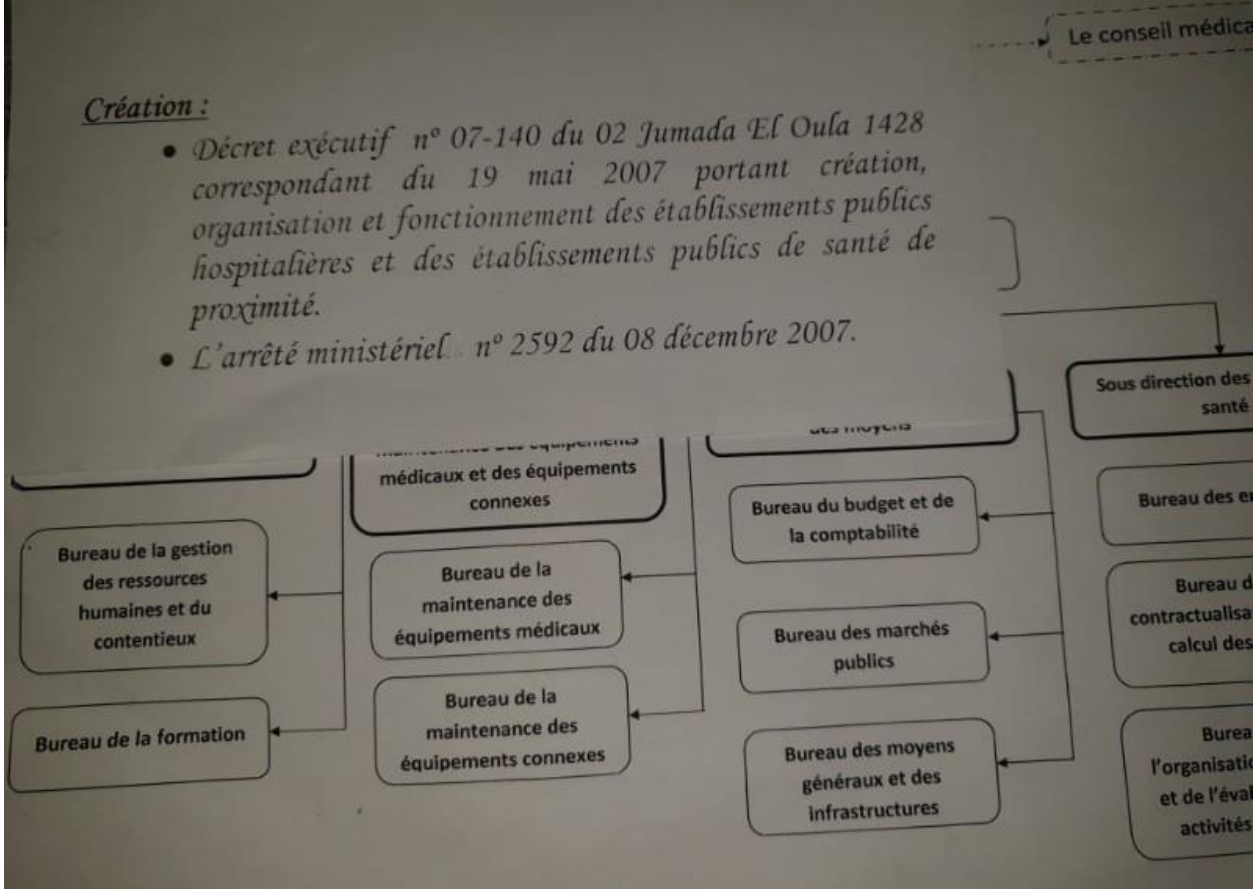 Le conseil
Création :
• Décret exécutif n° 07-140 du 02 Jumada El Oula 1428
correspondant du 19 mai 2007 portant création,
organisation et fonctionnement des établissements publics
hospitalières et des établissements publics de santé de
proximité.
• L'arrêté ministériel n° 2592 du 08 décembre 2007.
Sous direction des
santé
des moyens
équipements
médicaux et des équipements
connexes
Bureau de la gestion
des ressources
humaines et du
contentieux
Bureau de la formation
Bureau de la
maintenance des
équipements médicaux
Bureau de la
maintenance des
équipements connexes
Bureau du budget et de
la comptabilité
Bureau des marchés
publics
Bureau des moyens
généraux et des
infrastructures
Bureau des
Bureau
calcul des
et de
activités